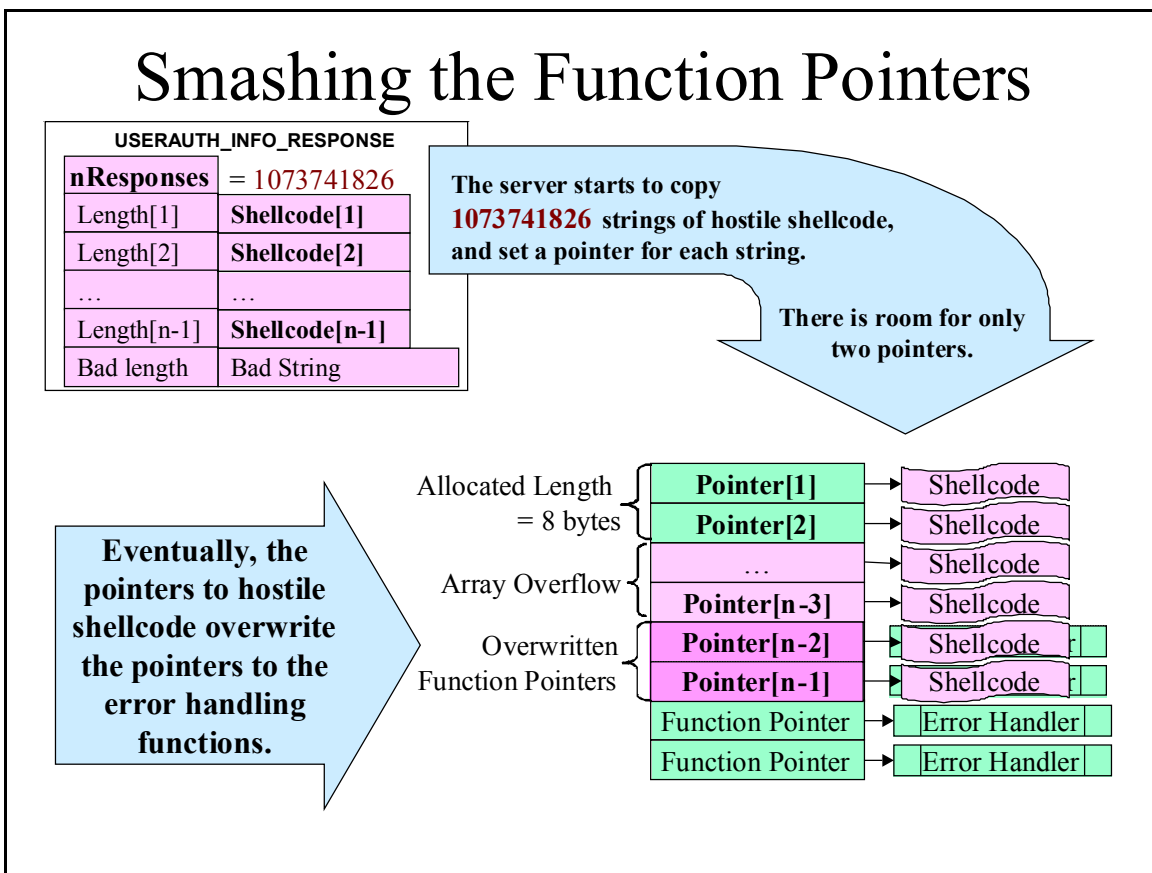 Smashing the Function Pointers
USERAUTH_INFO_RESPONSE
nResponses = 1073741826
Length[1] Shellcode[1]
Length[2] Shellcode[2]
… …
Length[n-1] Shellcode[n-1]
Bad length Bad String
The server starts to copy
1073741826 strings of hostile shellcode,
and set a pointer for each string.
There is room for only
two pointers.
Eventually, the
pointers to hostile
shellcode overwrite
the pointers to the
error handling
functions.
Allocated Length
= 8 bytes
Array Overflow
Overwritten
Function Pointers
Pointer[1] Shellcode
Pointer[2] Shellcode
… Shellcode
Pointer[n-3] Shellcode
Pointer[n-2] Shellcode r
Pointer[n-1] Shellcode r
Function Pointer Error Handler
Function Pointer Error Handler